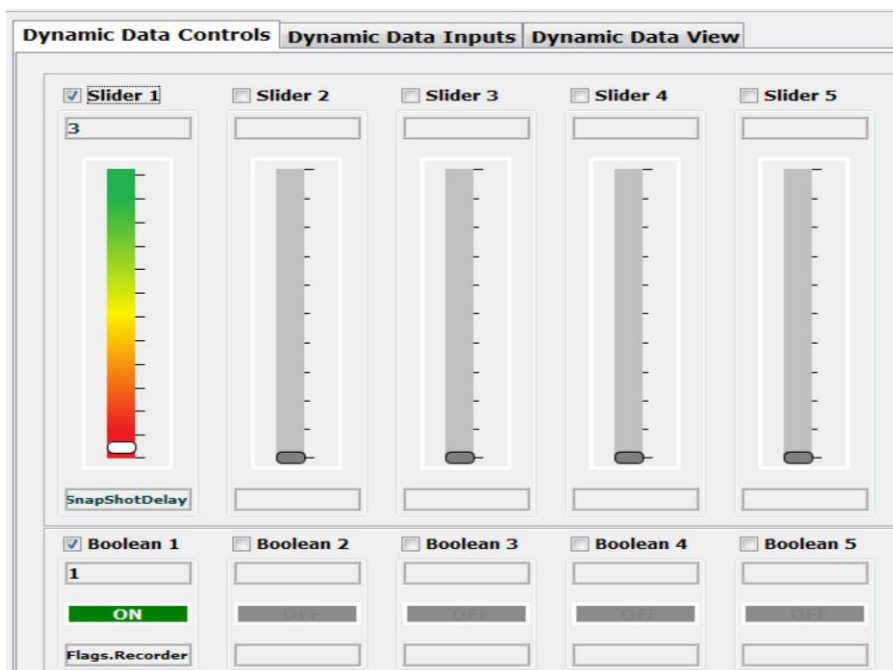 Dynamic Data Controls Dynamic Data Inputs Dynamic Data View
Slider 1 Slider 2 Slider 3 Slider 4 Slider 5
3
SnapShotDelay
Boolean 1 Boolean 2 Boolean 3 Boolean 4 Boolean 5
1
ON OFF OFF OFF OFF
Flags.Recorder